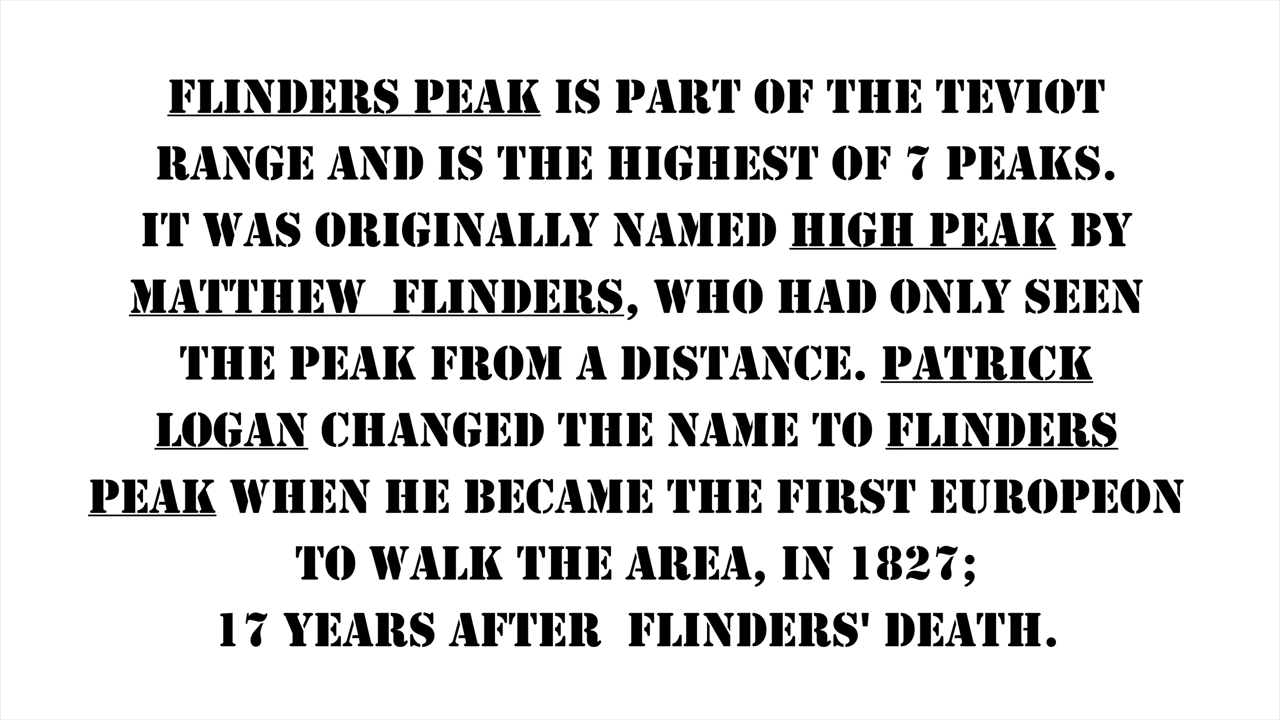 FLINDERS PEAK IS PART OF THE TEVIOT
RANGE AND IS THE HIGHEST OF 7 PEAKS.
IT WAS ORIGINALLY NAMED HIGH PEAK BY
MATTHEW  FLINDERS, WHO HAD ONLY SEEN
THE PEAK FROM A DISTANCE. PATRICK
LOGAN CHANGED THE NAME TO FLINDERS
PEAK WHEN HE BECAME THE FIRST EUROPEON
TO WALK THE AREA, IN 1827;
17 YEARS AFTER  FLINDERS' DEATH.